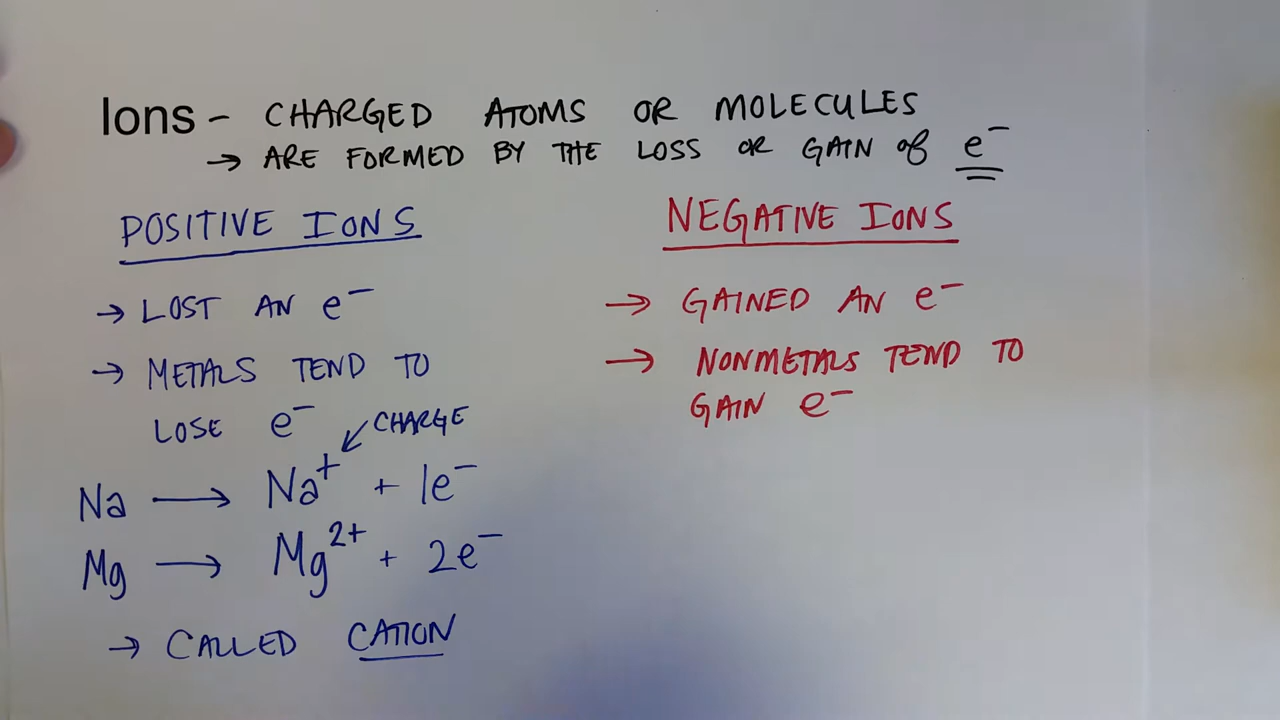 Ions - CHARGED ATOMS OR MOLECULES
→ ARE FORMED BY THE LOSS OR GAIN of e⁻
POSITIVE IONS
→ LOST AN e⁻
→ METALS TEND TO
LOSE e⁻
CHARGE
Na → Na⁺ + 1e⁻
Mg → Mg²⁺ + 2e⁻
→ CALLED CATION
NEGATIVE IONS
→ GAINED AN e⁻
→ NONMETALS TEND TO
GAIN e⁻